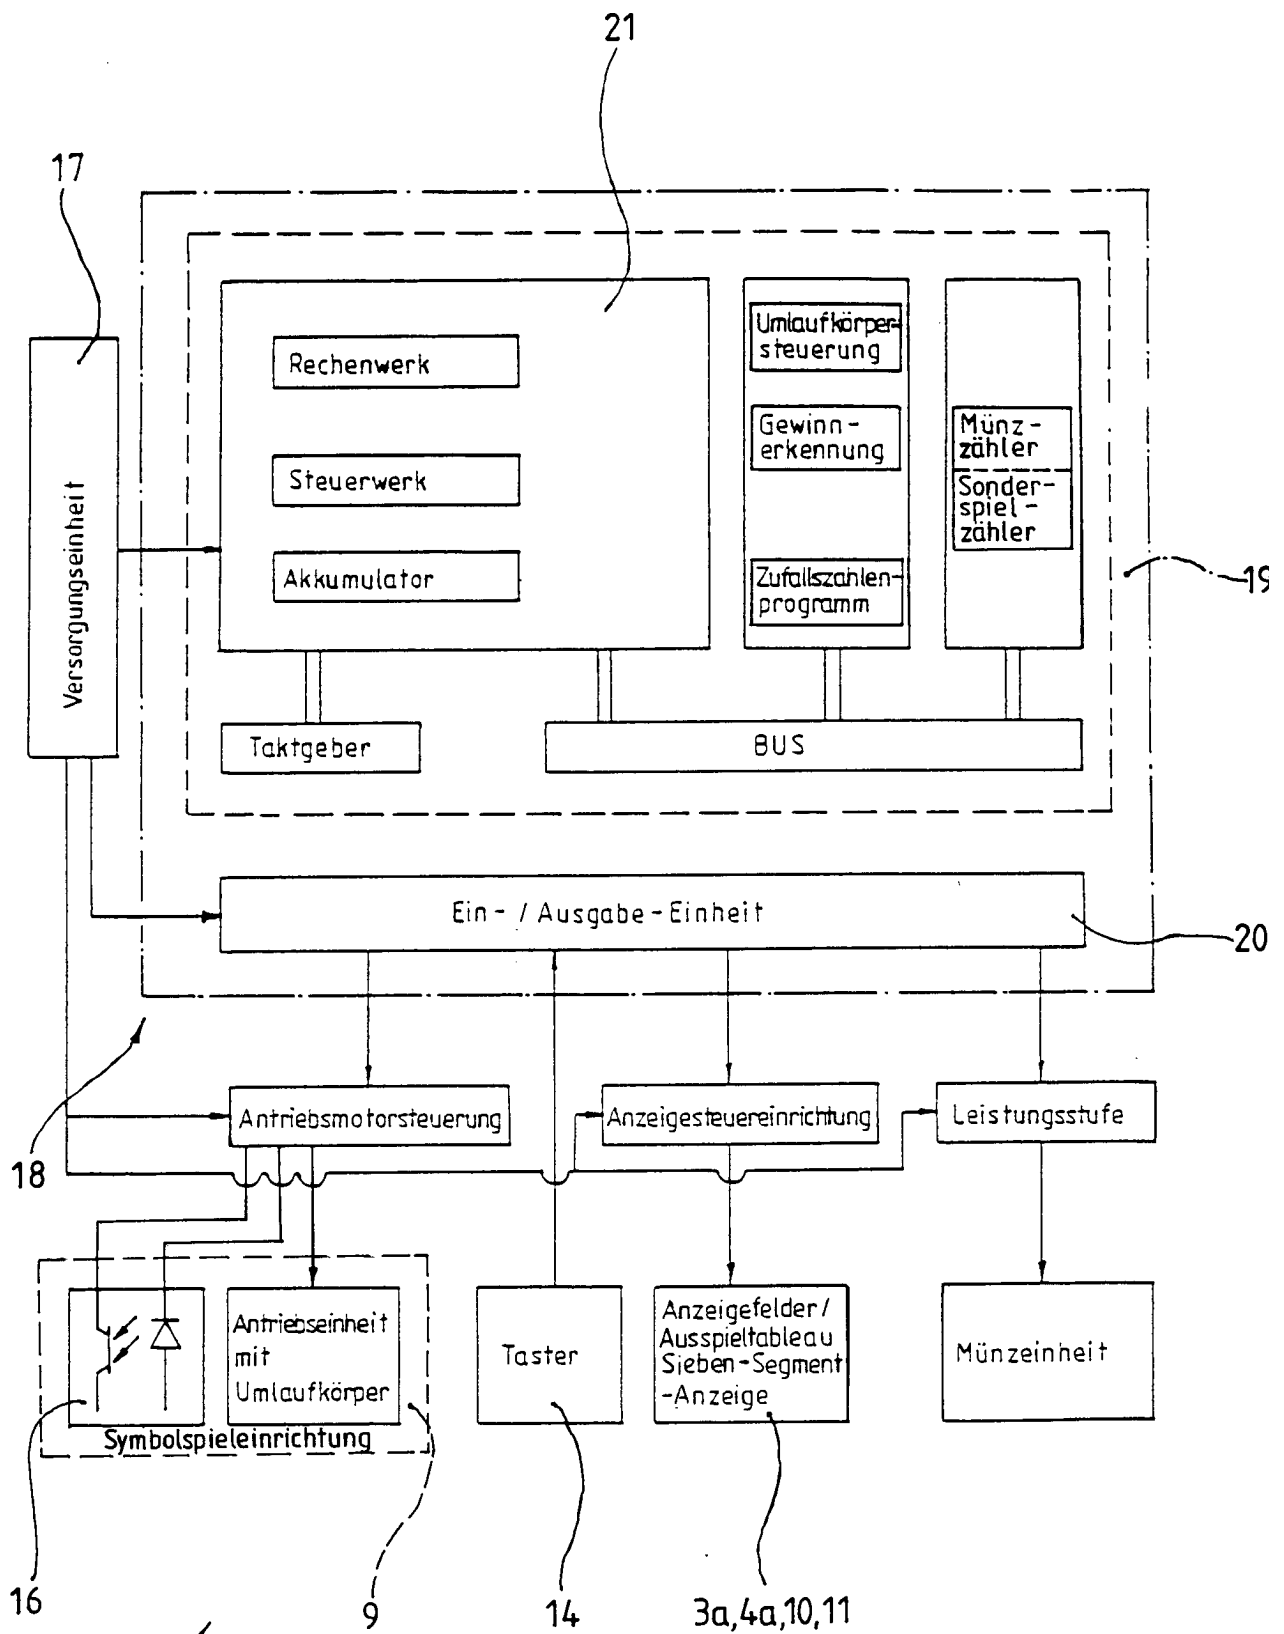 21
17
Versorgungseinheit
Rechenwerk
Steuerwerk
Akkumulator
Umlaufkörper-
steuerung
Gewinn-
erkennung
Zufallszahlen-
programm
Münz-
zähler
Sonder-
spiel-
zähler
19
Taktgeber
BUS
Ein- / Ausgabe-Einheit
20
18
Antriebsmotorsteuerung
Anzeigesteuereinrichtung
Leistungsstufe
Antriebseinheit
mit
Umlaufkörper
Symbolspieleinrichtung
Taster
Anzeigefelder/
Ausspieltableau
Sieben-Segment
-Anzeige
Münzeinheit
16
9
14
3a,4a,10,11